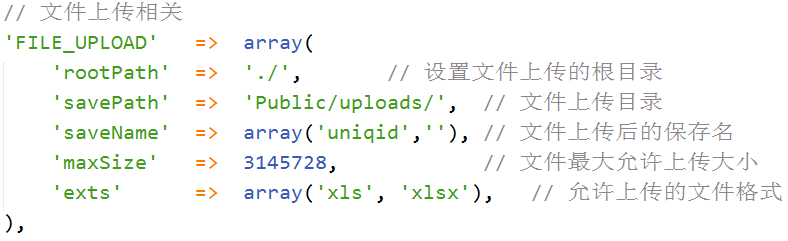 // 文件上传相关
'FILE_UPLOAD'   =>  array(
    'rootPath'  =>  './',       // 设置文件上传的根目录
    'savePath'  =>  'Public/uploads/',  // 文件上传目录
    'saveName'  =>  array('uniqid',''), // 文件上传后的保存名
    'maxSize'   =>  3145728,            // 文件最大允许上传大小
    'exts'      =>  array('xls', 'xlsx'),   // 允许上传的文件格式
),